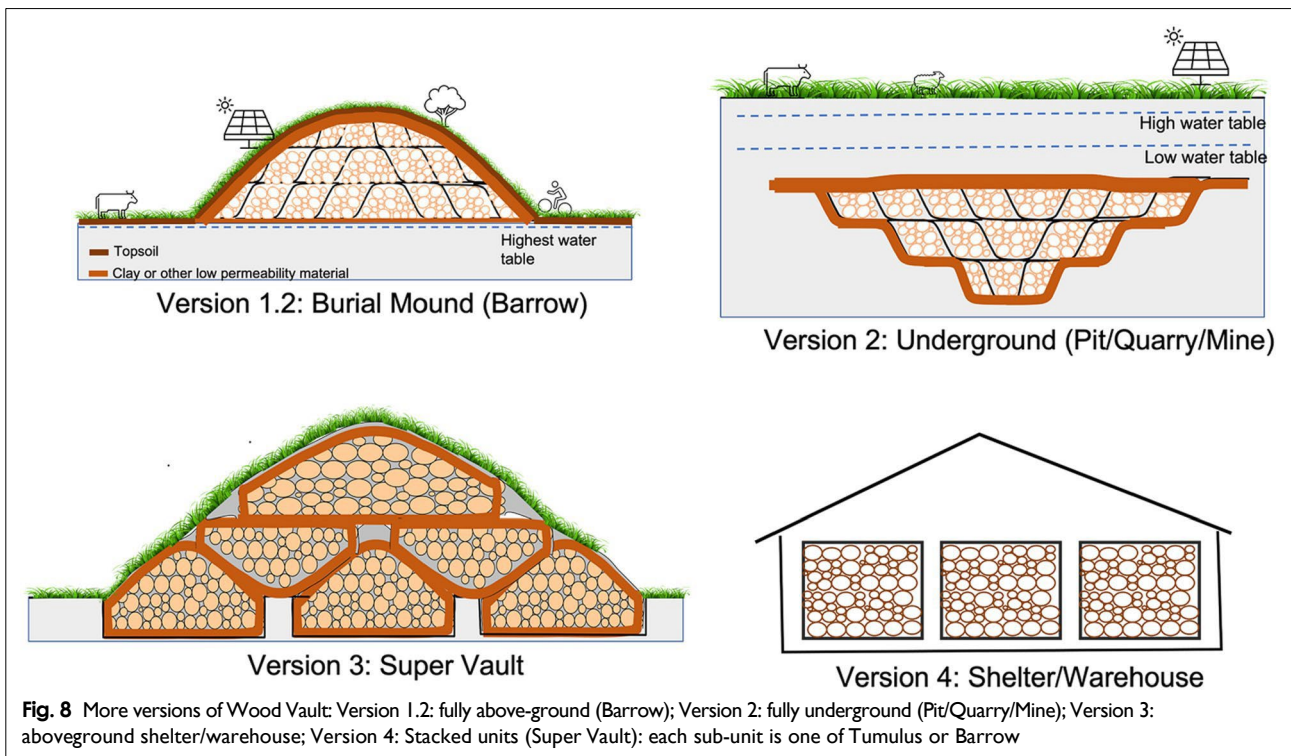 High water table
Low water table
Highest water
table
Topsoil
Clay or other low permeability material
Version 1.2: Burial Mound (Barrow)
Version 2: Underground (Pit/Quarry/Mine)
Version 3: Super Vault
Version 4: Shelter/Warehouse
Fig. 8 More versions of Wood Vault: Version 1.2: fully above-ground (Barrow); Version 2: fully underground (Pit/Quarry/Mine); Version 3:
aboveground shelter/warehouse; Version 4: Stacked units (Super Vault): each sub-unit is one of Tumulus or Barrow